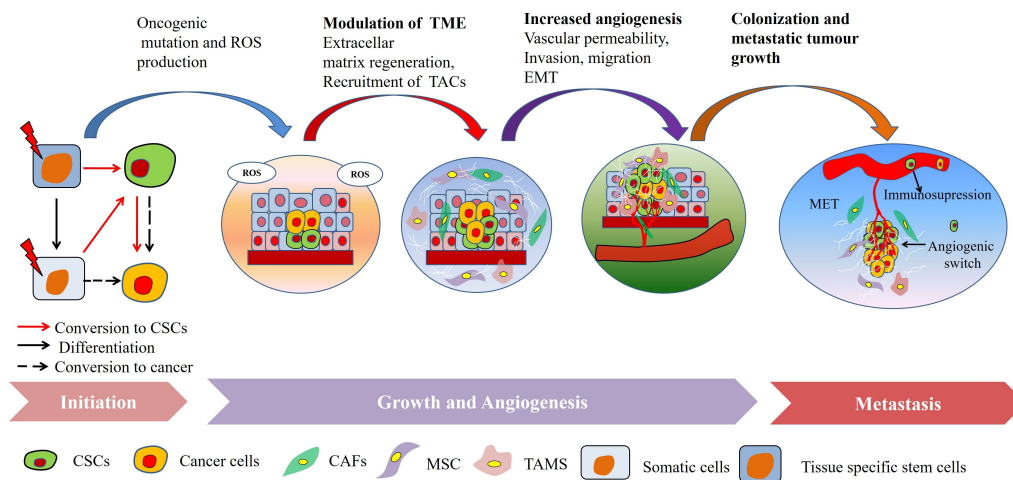 Oncogenic
mutation and ROS
production
Modulation of TME
Extracellar
matrix regeneration,
Recruitment of TACs
Increased angiogenesis
Vascular permeability,
Invasion, migration
EMT
Colonization and
metastatic tumour
growth
ROS
ROS
MET
Immunosupression
Angiogenic
switch
Conversion to CSCs
Differentiation
Conversion to cancer
Initiation
Growth and Angiogenesis
Metastasis
CSCs
Cancer cells
CAFs
MSC
TAMS
Somatic cells
Tissue specific stem cells